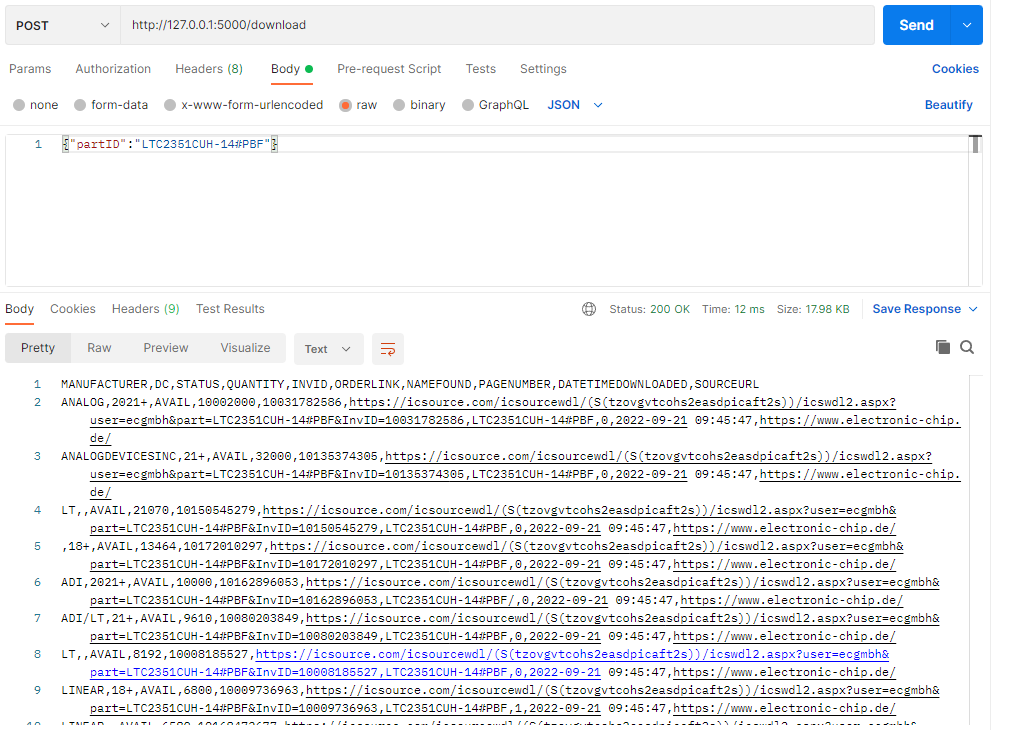 POST http://127.0.0.1:5000/download Send
Params Authorization Headers (8) Body Pre-request Script Tests Settings Cookies
none form-data x-www-form-urlencoded raw binary GraphQL JSON Beautify
1 {"partID":"LTC2351CUH-14#PBF"}
Body Cookies Headers (9) Test Results Status: 200 OK Time: 12 ms Size: 17.98 KB Save Response
Pretty Raw Preview Visualize Text
1 MANUFACTURER,DC,STATUS,QUANTITY,INVID,ORDERLINK,NAMEFOUND,PAGENUMBER,DATETIMEDOWNLOADED,SOURCEURL
2 ANALOG,2021+,AVAIL,10002000,10031782586,https://icsource.com/icsourcewdl/(S(tzovgvtcohs2easdpicaft2s))/icswdl2.aspx?
user=ecgmbh&part=LTC2351CUH-14#PBF&InvID=10031782586,LTC2351CUH-14#PBF,0,2022-09-21 09:45:47,https://www.electronic-chip.
de/
3 ANALOGDEVICESINC,21+,AVAIL,32000,10135374305,https://icsource.com/icsourcewdl/(S(tzovgvtcohs2easdpicaft2s))/icswdl2.aspx?
user=ecgmbh&part=LTC2351CUH-14#PBF&InvID=10135374305,LTC2351CUH-14#PBF,0,2022-09-21 09:45:47,https://www.electronic-chip.
de/
4 LT,,AVAIL,21070,10150545279,https://icsource.com/icsourcewdl/(S(tzovgvtcohs2easdpicaft2s))/icswdl2.aspx?user=ecgmbh&
part=LTC2351CUH-14#PBF&InvID=10150545279,LTC2351CUH-14#PBF,0,2022-09-21 09:45:47,https://www.electronic-chip.de/
5 ,18+,AVAIL,13464,10172010297,https://icsource.com/icsourcewdl/(S(tzovgvtcohs2easdpicaft2s))/icswdl2.aspx?user=ecgmbh&
part=LTC2351CUH-14#PBF&InvID=10172010297,LTC2351CUH-14#PBF,0,2022-09-21 09:45:47,https://www.electronic-chip.de/
6 ADI,2021+,AVAIL,10000,10162896053,https://icsource.com/icsourcewdl/(S(tzovgvtcohs2easdpicaft2s))/icswdl2.aspx?user=ecgmbh&
part=LTC2351CUH-14#PBF&InvID=10162896053,LTC2351CUH-14#PBF/,0,2022-09-21 09:45:47,https://www.electronic-chip.de/
7 ADI/LT,21+,AVAIL,9610,10080203849,https://icsource.com/icsourcewdl/(S(tzovgvtcohs2easdpicaft2s))/icswdl2.aspx?user=ecgmbh&
part=LTC2351CUH-14#PBF&InvID=10080203849,LTC2351CUH-14#PBF,0,2022-09-21 09:45:47,https://www.electronic-chip.de/
8 LT,,AVAIL,8192,10008185527,https://icsource.com/icsourcewdl/(S(tzovgvtcohs2easdpicaft2s))/icswdl2.aspx?user=ecgmbh&
part=LTC2351CUH-14#PBF&InvID=10008185527,LTC2351CUH-14#PBF,0,2022-09-21 09:45:47,https://www.electronic-chip.de/
9 LINEAR,18+,AVAIL,6800,10009736963,https://icsource.com/icsourcewdl/(S(tzovgvtcohs2easdpicaft2s))/icswdl2.aspx?user=ecgmbh&
part=LTC2351CUH-14#PBF&InvID=10009736963,LTC2351CUH-14#PBF,1,2022-09-21 09:45:47,https://www.electronic-chip.de/